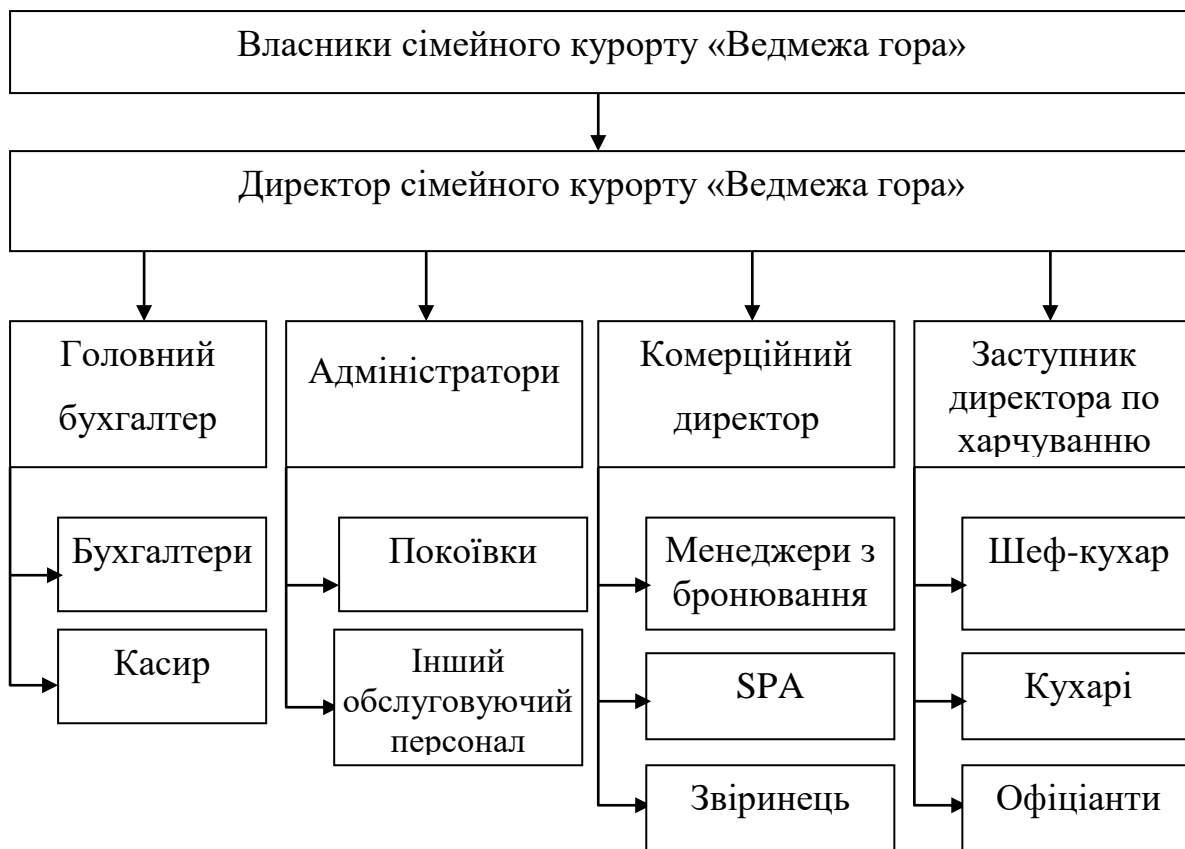 Власники сімейного курорту «Ведмежа гора»
Директор сімейного курорту «Ведмежа гора»
Головний
бухгалтер
Адміністратори
Комерційний
директор
Заступник
директора по
харчуванню
Бухгалтери
Касир
Покоївки
Інший
обслуговуючий
персонал
Менеджери з
бронювання
SPA
Звіринець
Шеф-кухар
Кухарі
Офіціанти